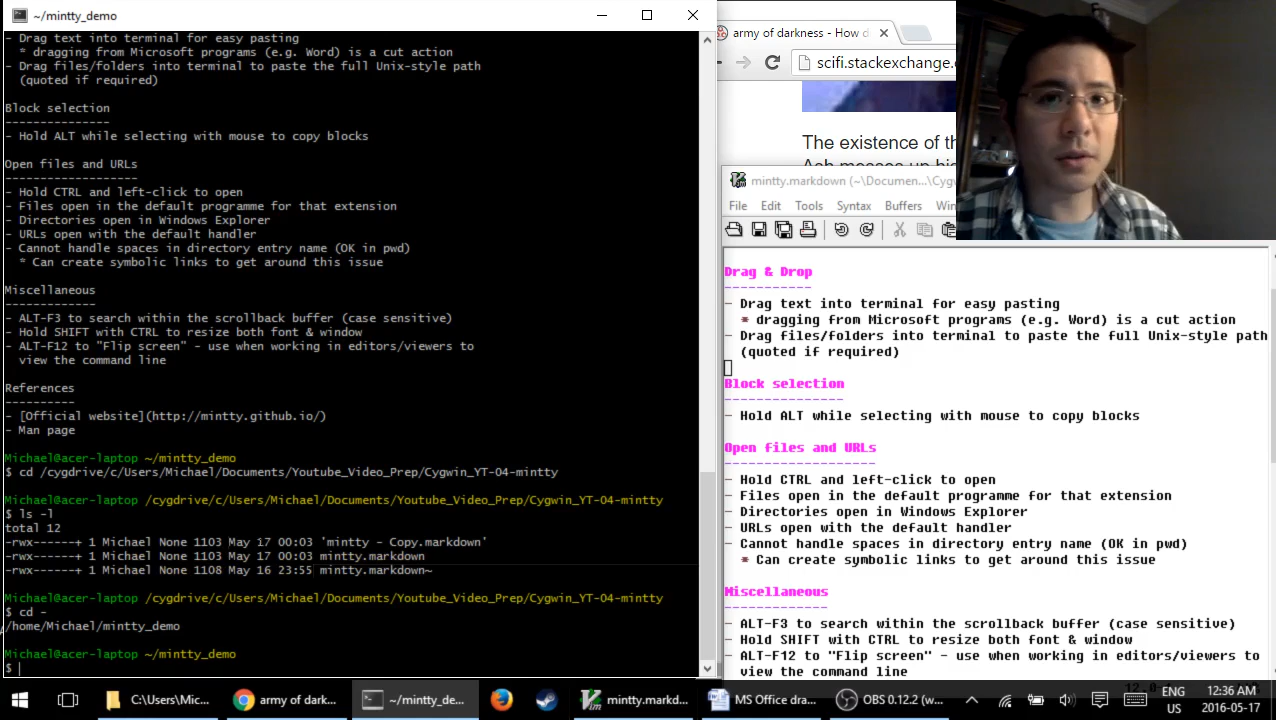 ~/mintty_demo
- Drag text into terminal for easy pasting
* dragging from Microsoft programs (e.g. Word) is a cut action
- Drag files/folders into terminal to paste the full Unix-style path
(quoted if required)
Block selection
---------------
- Hold ALT while selecting with mouse to copy blocks
Open files and URLs
-------------------
- Hold CTRL and left-click to open
- Files open in the default programme for that extension
- Directories open in Windows Explorer
- URLs open with the default handler
- Cannot handle spaces in directory entry name (OK in pwd)
* Can create symbolic links to get around this issue
Miscellaneous
-------------
- ALT-F3 to search within the scrollback buffer (case sensitive)
- Hold SHIFT with CTRL to resize both font & window
- ALT-F12 to "Flip screen" - use when working in editors/viewers to
view the command line
References
----------
- [Official website](http://mintty.github.io/)
- Man page
Michael@acer-laptop ~/mintty_demo
$ cd /cygdrive/c/Users/Michael/Documents/Youtube_Video_Prep/Cygwin_YT-04-mintty
Michael@acer-laptop /cygdrive/c/Users/Michael/Documents/Youtube_Video_Prep/Cygwin_YT-04-mintty
$ ls -l
total 12
-rwx------+ 1 Michael None 1103 May 17 00:03 'mintty - Copy.markdown'
-rwx------+ 1 Michael None 1103 May 17 00:03 mintty.markdown
-rwx------+ 1 Michael None 1108 May 16 23:55 mintty.markdown~
Michael@acer-laptop /cygdrive/c/Users/Michael/Documents/Youtube_Video_Prep/Cygwin_YT-04-mintty
$ cd -
/home/Michael/mintty_demo
Michael@acer-laptop ~/mintty_demo
$
army of darkness - How d
scifi.stackexchange.
The existence of th
mintty.markdown (~\Documen...\Cyg
File Edit Tools Syntax Buffers Win
Drag & Drop
-----------
- Drag text into terminal for easy pasting
* dragging from Microsoft programs (e.g. Word) is a cut action
- Drag files/folders into terminal to paste the full Unix-style path
(quoted if required)
Block selection
---------------
- Hold ALT while selecting with mouse to copy blocks
Open files and URLs
-------------------
- Hold CTRL and left-click to open
- Files open in the default programme for that extension
- Directories open in Windows Explorer
- URLs open with the default handler
- Cannot handle spaces in directory entry name (OK in pwd)
* Can create symbolic links to get around this issue
Miscellaneous
-------------
- ALT-F3 to search within the scrollback buffer (case sensitive)
- Hold SHIFT with CTRL to resize both font & window
- ALT-F12 to "Flip screen" - use when working in editors/viewers to
view the command line
C:\Users\Mic...
army of dark...
~/mintty_de...
mintty.markd...
MS Office dra...
OBS 0.12.2 (w...
ENG
US
12:36 AM
2016-05-17